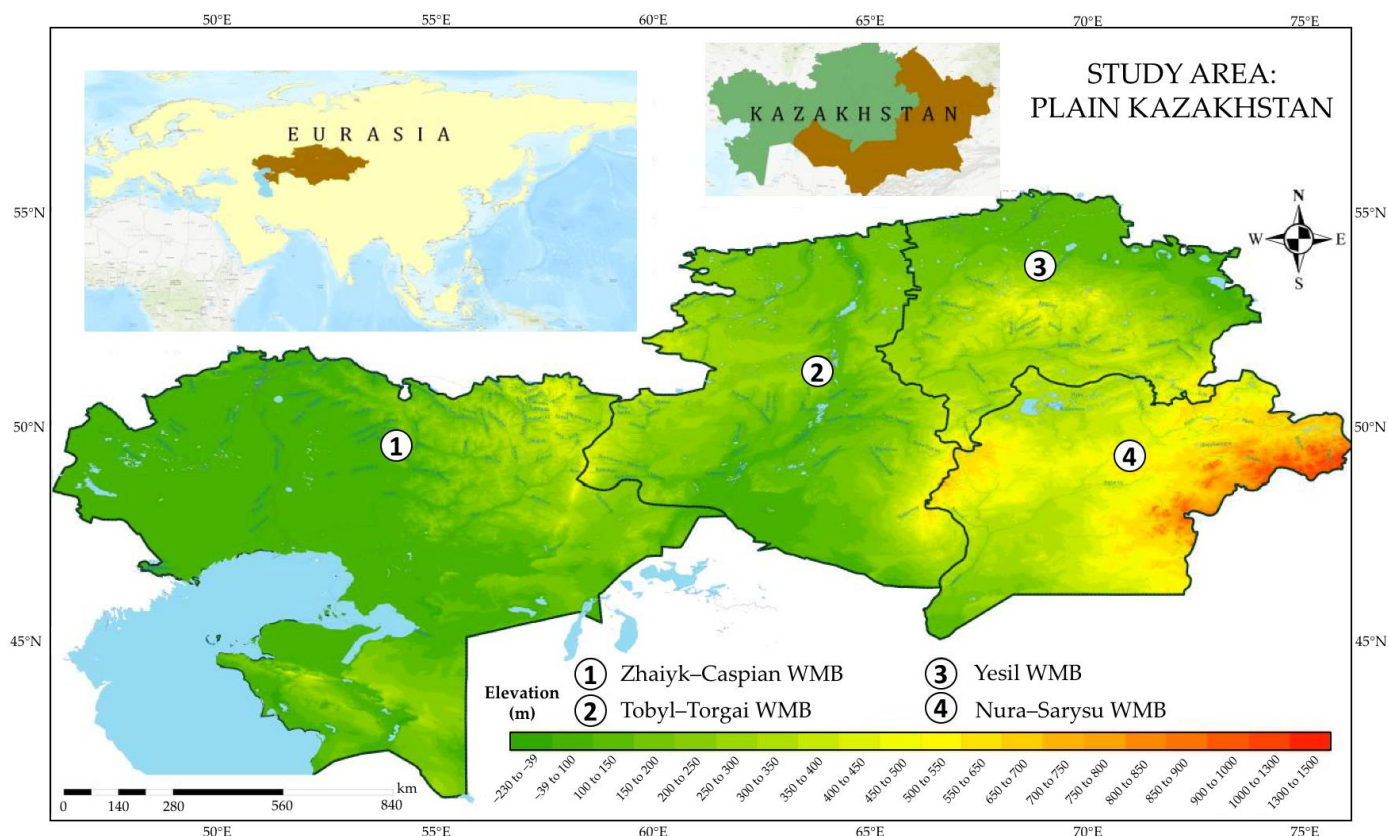 50°E 55°E 60°E 65°E 70°E 75°E
EURASIA
KAZAKHSTAN
STUDY AREA:
PLAIN KAZAKHSTAN
55°N
55°N
N
W E
S
3
2
1
4
50°N
50°N
45°N
45°N
1 Zhaiyk–Caspian WMB
2 Tobyl–Torgai WMB
3 Yesil WMB
4 Nura–Sarysu WMB
Elevation
(m)
-230 to -39
-39 to 100
100 to 150
150 to 200
200 to 250
250 to 300
300 to 350
350 to 400
400 to 450
450 to 500
500 to 550
550 to 650
650 to 700
700 to 750
750 to 800
800 to 850
850 to 900
900 to 1000
1000 to 1300
1300 to 1500
km
0 140 280 560 840
50°E 55°E 60°E 65°E 70°E 75°E